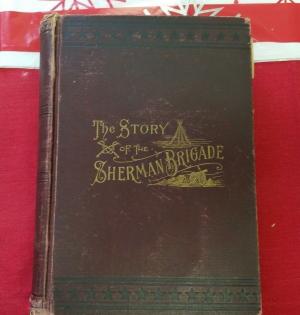 The Story
of the
Sherman Brigade